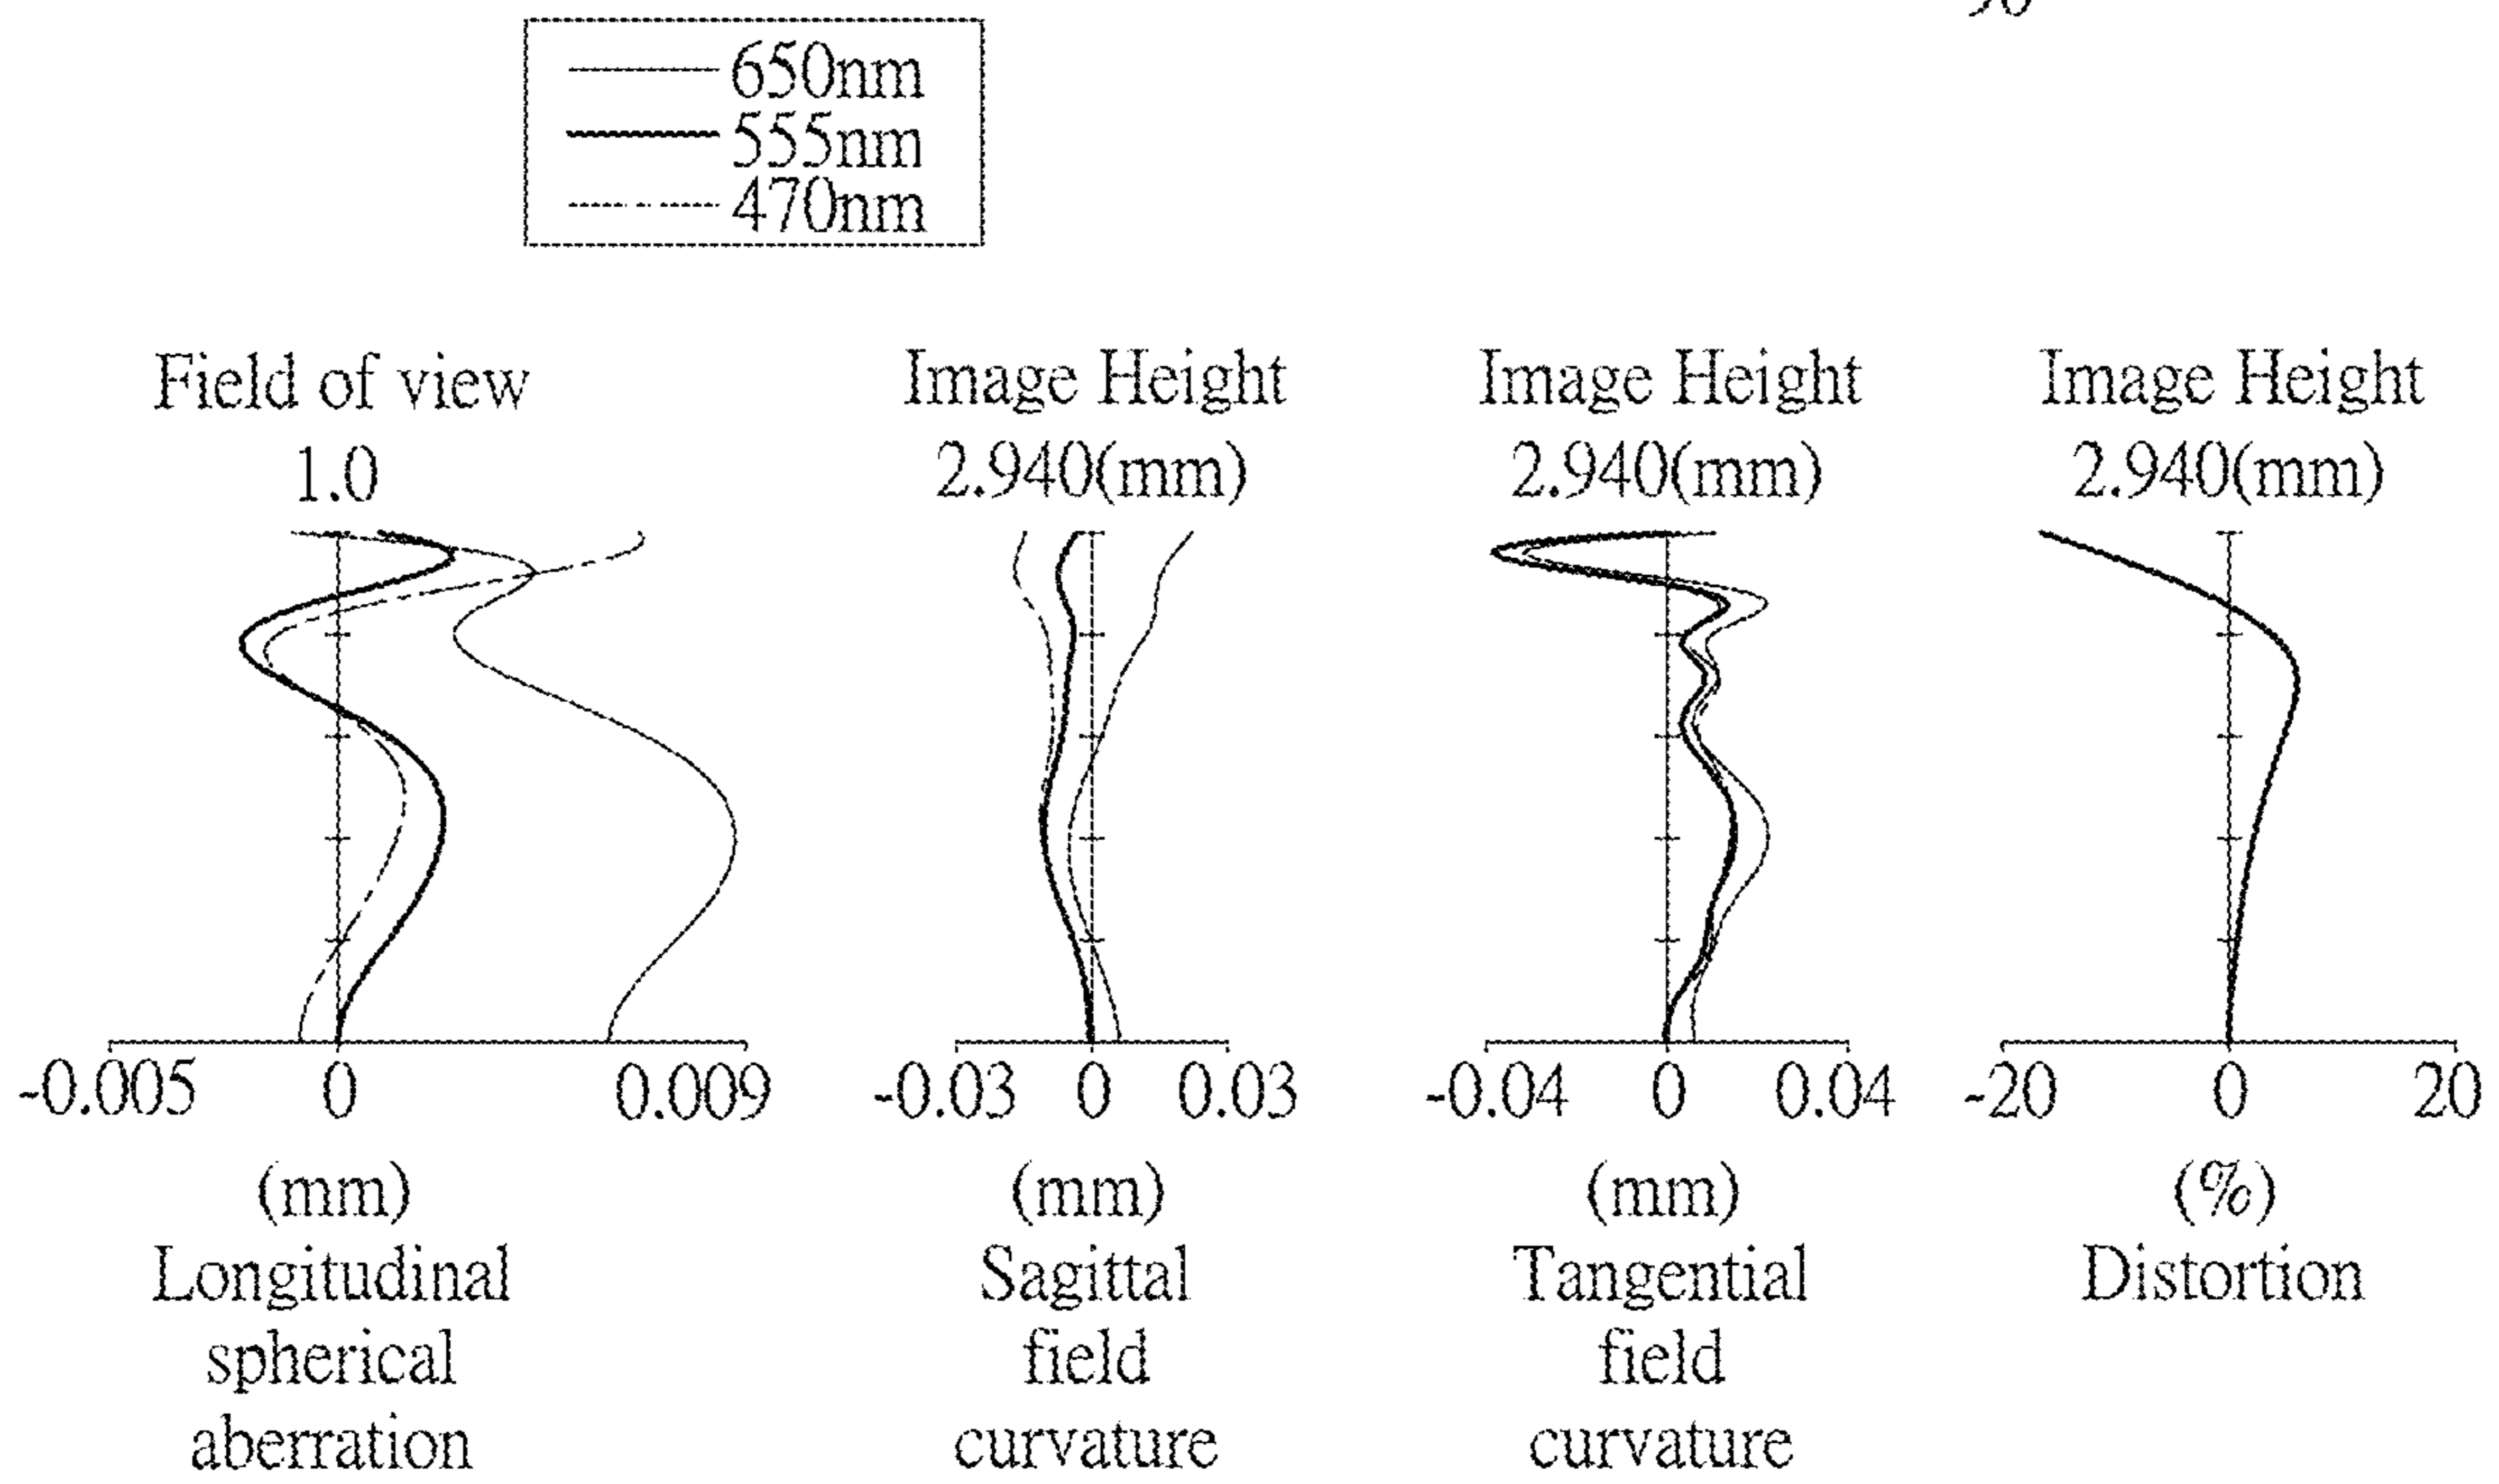 %
650nm
555nm
470nm
Field of view
1.0
Image Height
2.940(mm)
Image Height
2.940(mm)
Image Height
2.940(mm)
-0.005 0 0.009
-0.03 0 0.03
-0.04 0 0.04
-20 0 20
(mm)
Longitudinal
spherical
aberration
(mm)
Sagittal
field
curvature
(mm)
Tangential
field
curvature
(%)
Distortion